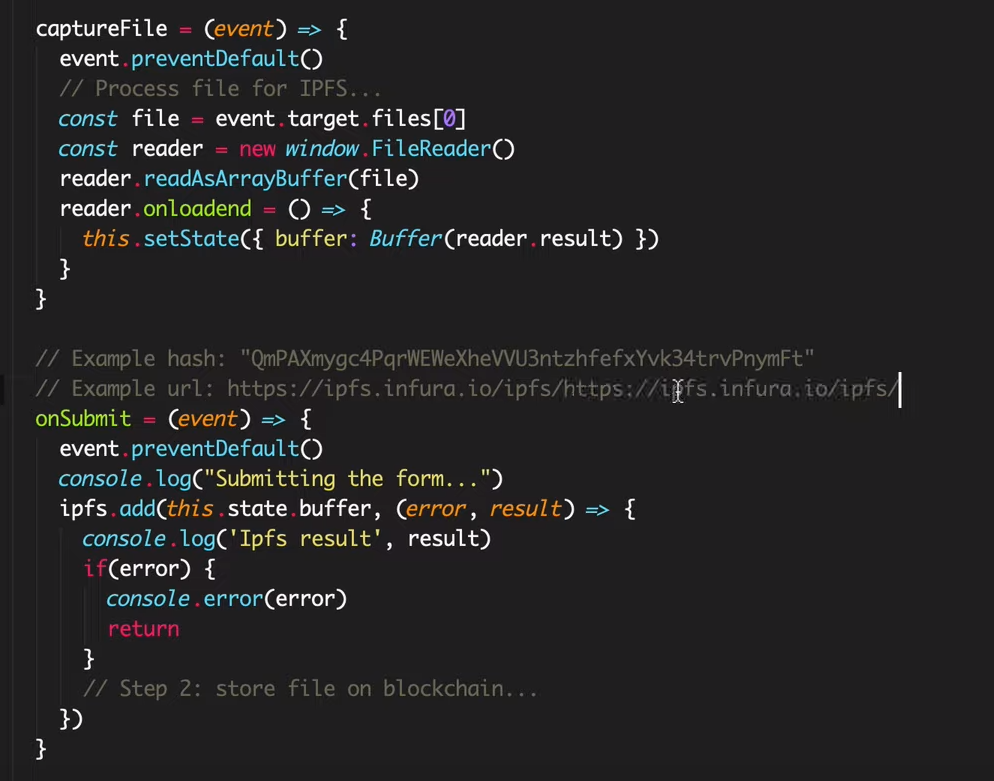 captureFile = (event) => {
event.preventDefault()
// Process file for IPFS...
const file = event.target.files[0]
const reader = new window.FileReader()
reader.readAsArrayBuffer(file)
reader.onloadend = () => {
this.setState({ buffer: Buffer(reader.result) })
}
}
// Example hash: "QmPAXmygc4PqrWEWeXheVVU3ntzhfefxYvk34trvPnymFt"
// Example url: https://ipfs.infura.io/ipfs/https://ipfs.infura.io/ipfs/
onSubmit = (event) => {
event.preventDefault()
console.log("Submitting the form...")
ipfs.add(this.state.buffer, (error, result) => {
console.log('Ipfs result', result)
if(error) {
console.error(error)
return
}
// Step 2: store file on blockchain...
})
}